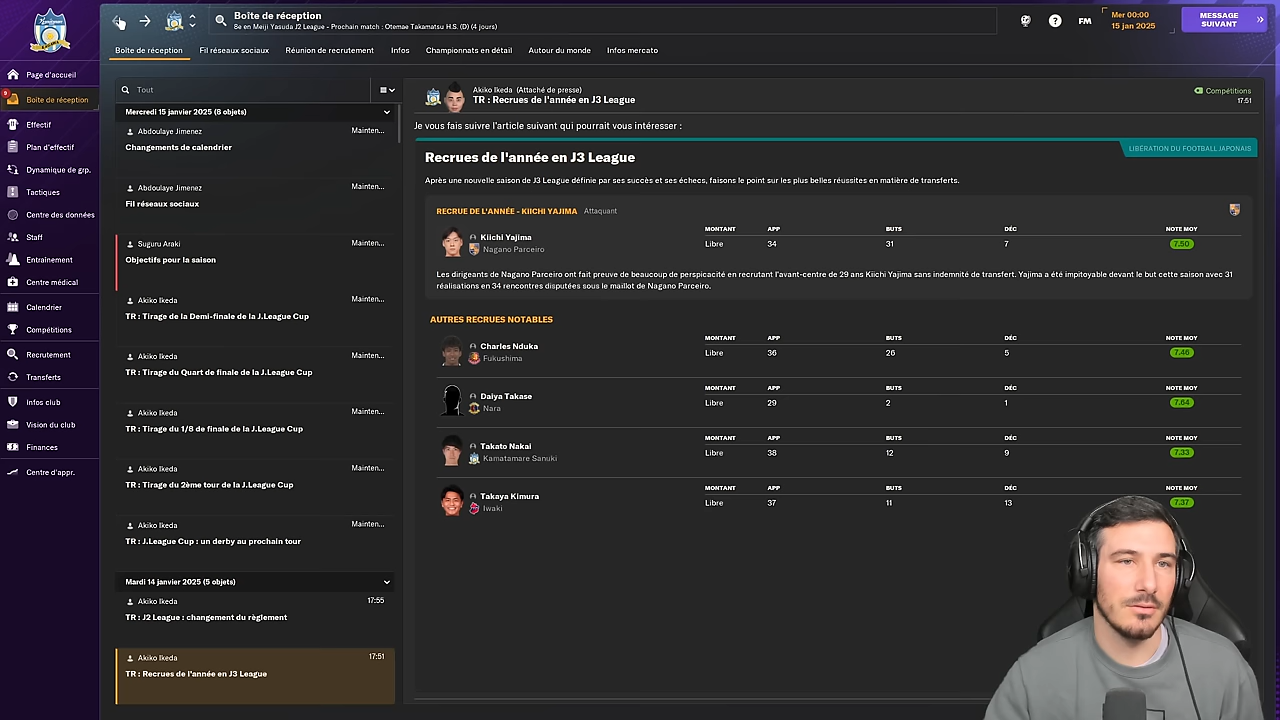 Boîte de réception
8e en Meiji Yasuda J2 League - Prochain match : Otemae Takamatsu H.S. (D) (4 jours)
FM
Mer 00:00
15 jan 2025
MESSAGE SUIVANT
Boîte de réception
Fil réseaux sociaux
Réunion de recrutement
Infos
Championnats en détail
Autour du monde
Infos mercato
Page d'accueil
9
Boîte de réception
Effectif
Plan d'effectif
Dynamique de grp.
Tactiques
Centre des données
Staff
Entraînement
Centre médical
Calendrier
Compétitions
Recrutement
Transferts
Infos club
Vision du club
Finances
Centre d'appr.
Tout
Mercredi 15 janvier 2025 (8 objets)
Abdoulaye Jimenez
Mainten...
Changements de calendrier
Abdoulaye Jimenez
Mainten...
Fil réseaux sociaux
Suguru Araki
Mainten...
Objectifs pour la saison
Akiko Ikeda
Mainten...
TR : Tirage de la Demi-finale de la J.League Cup
Akiko Ikeda
Mainten...
TR : Tirage du Quart de finale de la J.League Cup
Akiko Ikeda
Mainten...
TR : Tirage du 1/8 de finale de la J.League Cup
Akiko Ikeda
Mainten...
TR : Tirage du 2ème tour de la J.League Cup
Akiko Ikeda
Mainten...
TR : J.League Cup : un derby au prochain tour
Mardi 14 janvier 2025 (5 objets)
Akiko Ikeda
17:55
TR : J2 League : changement du règlement
Akiko Ikeda
17:51
TR : Recrues de l'année en J3 League
Akiko Ikeda (Attaché de presse)
TR : Recrues de l'année en J3 League
Compétitions
17:51
Je vous fais suivre l'article suivant qui pourrait vous intéresser :
LIBÉRATION DU FOOTBALL JAPONAIS
Recrues de l'année en J3 League
Après une nouvelle saison de J3 League définie par ses succès et ses échecs, faisons le point sur les plus belles réussites en matière de transferts.
RECRUE DE L'ANNÉE - KIICHI YAJIMA Attaquant
MONTANT APP BUTS DÉC NOTE MOY
Kiichi Yajima
Nagano Parceiro
Libre 34 31 7 7.50
Les dirigeants de Nagano Parceiro ont fait preuve de beaucoup de perspicacité en recrutant l'avant-centre de 29 ans Kiichi Yajima sans indemnité de transfert. Yajima a été impitoyable devant le but cette saison avec 31
réalisations en 34 rencontres disputées sous le maillot de Nagano Parceiro.
AUTRES RECRUES NOTABLES
MONTANT APP BUTS DÉC NOTE MOY
Charles Nduka
Fukushima
Libre 36 26 5 7.46
MONTANT APP BUTS DÉC NOTE MOY
Daiya Takase
Nara
Libre 29 2 1 7.64
MONTANT APP BUTS DÉC NOTE MOY
Takato Nakai
Kamatamare Sanuki
Libre 38 12 9 7.33
MONTANT APP BUTS DÉC NOTE MOY
Takaya Kimura
Iwaki
Libre 37 11 13 7.37